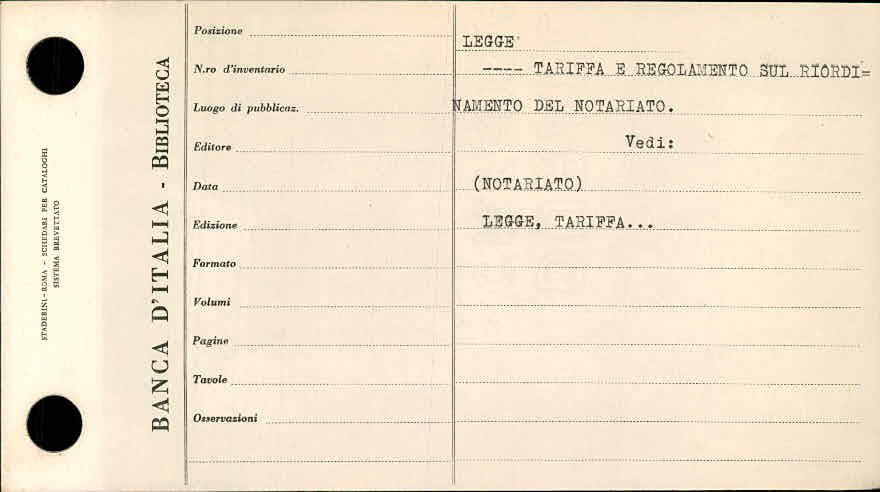 STADERINI - ROMA - SCHEDARI PER CATALOGHI
SISTEMA BREVETTATO
BANCA D'ITALIA - BIBLIOTECA
Posizione
N.ro d'inventario
Luogo di pubblicaz.
Editore
Data
Edizione
Formato
Volumi
Pagine
Tavole
Osservazioni
LEGGE
---- TARIFFA E REGOLAMENTO SUL RIORDI=
NAMENTO DEL NOTARIATO.
Vedi:
(NOTARIATO)
LEGGE, TARIFFA...